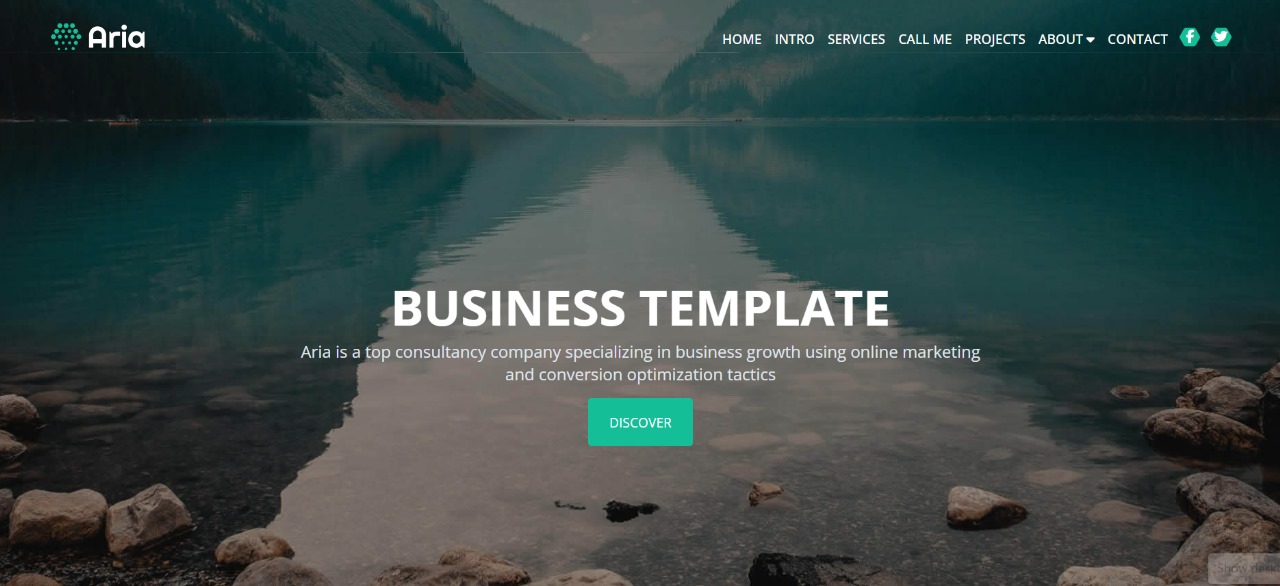 Aria
HOME INTRO SERVICES CALL ME PROJECTS ABOUT CONTACT
BUSINESS TEMPLATE
Aria is a top consultancy company specializing in business growth using online marketing
and conversion optimization tactics
DISCOVER
Show desk